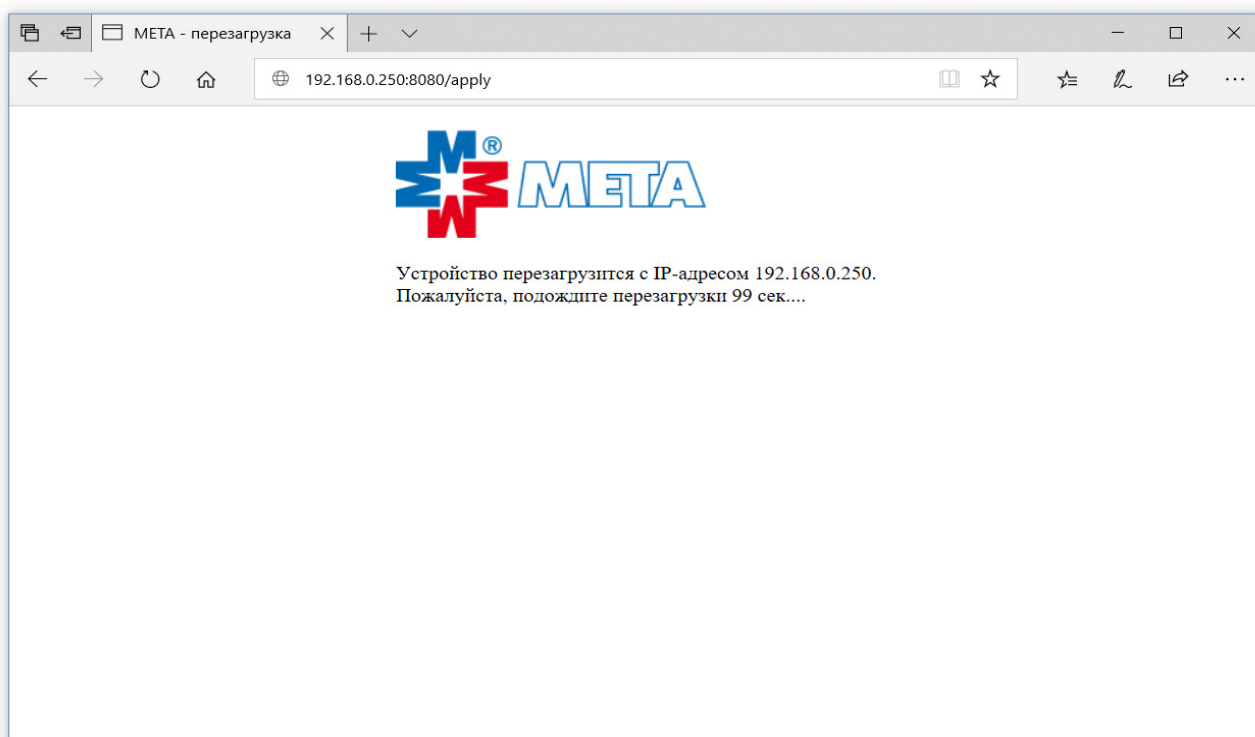 META - перезагрузка
192.168.0.250:8080/apply
®
МЕТА
Устройство перезагрузится с IP-адресом 192.168.0.250.
Пожалуйста, подождите перезагрузки 99 сек....